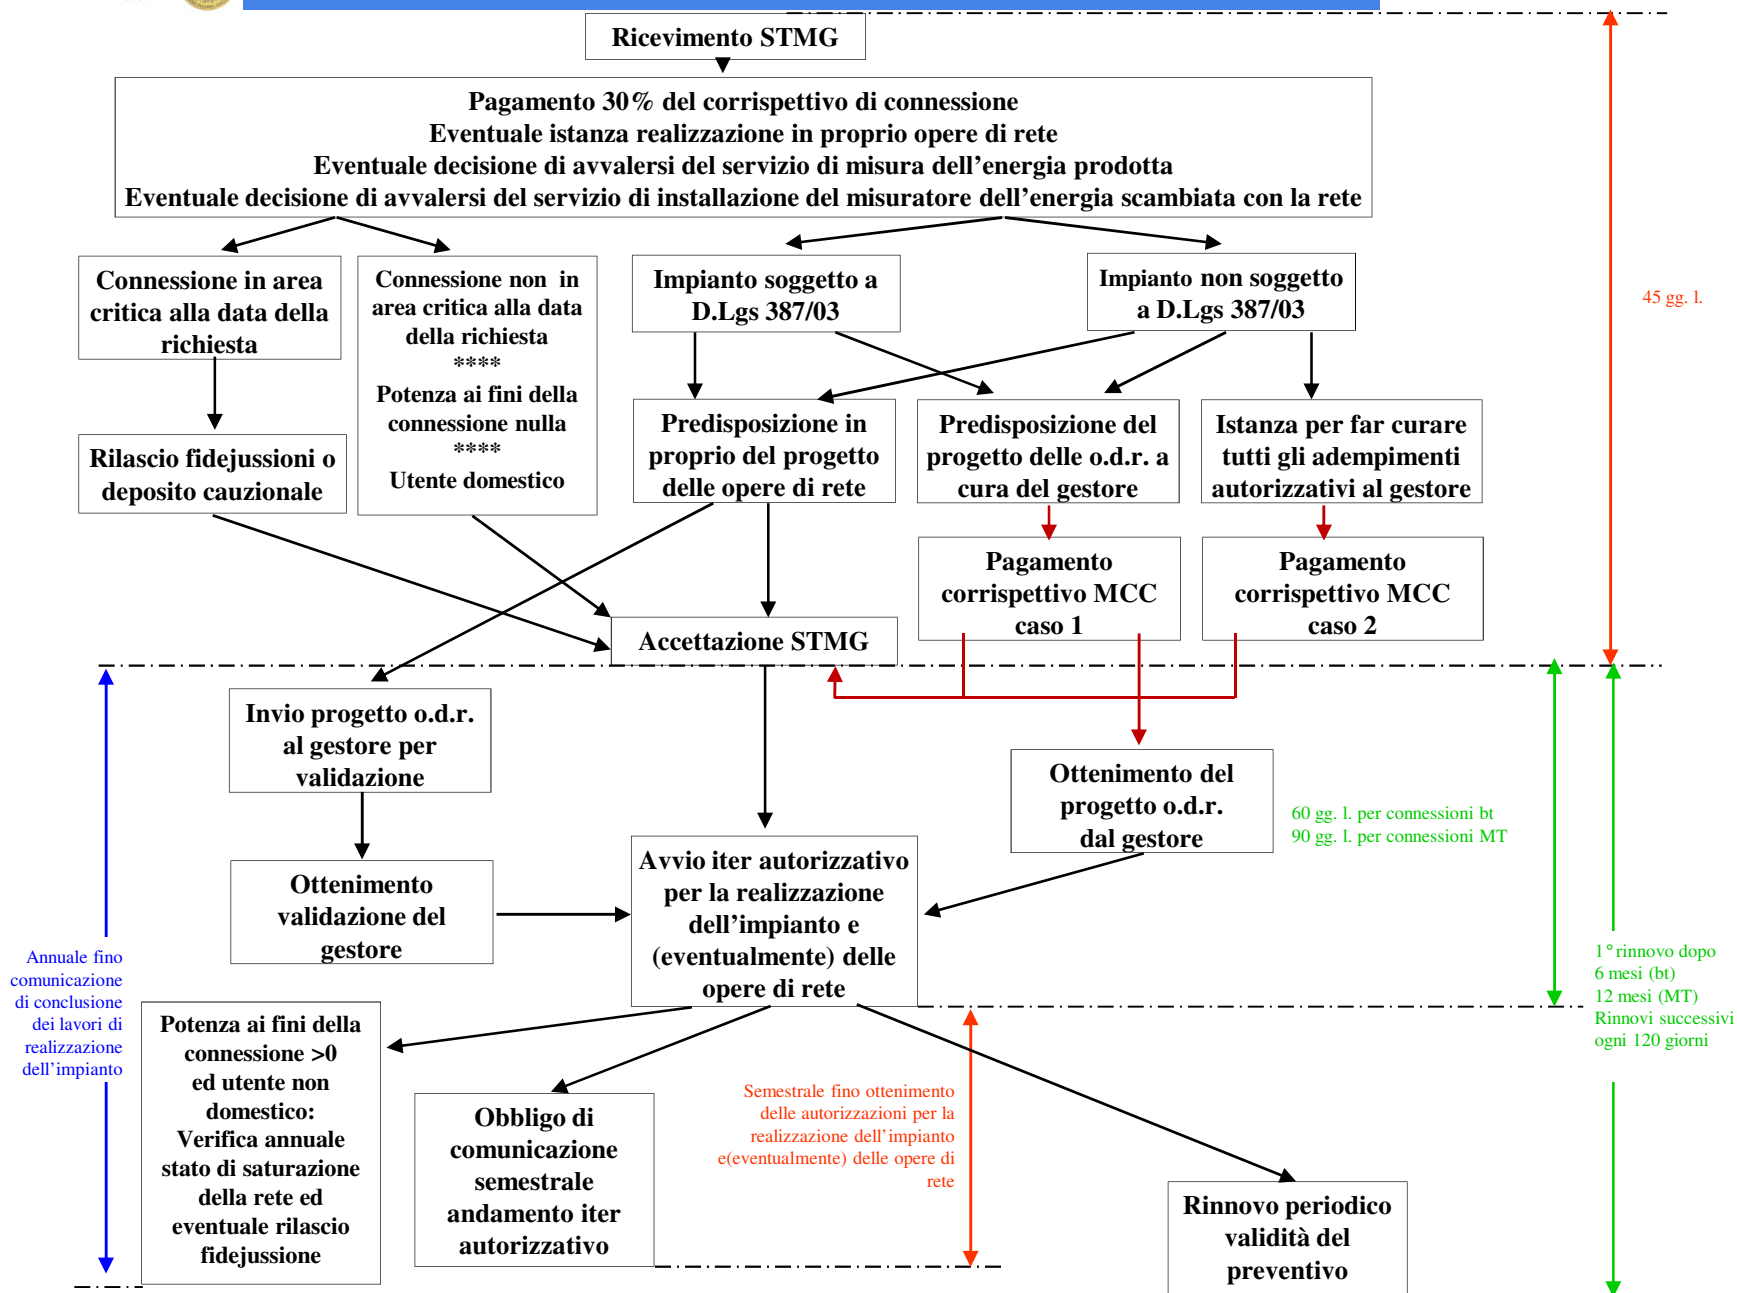 Ricevimento STMG
Pagamento 30% del corrispettivo di connessione
Eventuale istanza realizzazione in proprio opere di rete
Eventuale decisione di avvalersi del servizio di misura dell’energia prodotta
Eventuale decisione di avvalersi del servizio di installazione del misuratore dell’energia scambiata con la rete
Connessione in area
critica alla data della
richiesta
Connessione non in
area critica alla data
della richiesta
****
Potenza ai fini della
connessione nulla
****
Utente domestico
Impianto soggetto a
D.Lgs 387/03
Impianto non soggetto
a D.Lgs 387/03
45 gg. l.
Rilascio fidejussioni o
deposito cauzionale
Predisposizione in
proprio del progetto
delle opere di rete
Predisposizione del
progetto delle o.d.r. a
cura del gestore
Istanza per far curare
tutti gli adempimenti
autorizzativi al gestore
Pagamento
corrispettivo MCC
caso 1
Pagamento
corrispettivo MCC
caso 2
Accettazione STMG
Invio progetto o.d.r.
al gestore per
validazione
Ottenimento del
progetto o.d.r.
dal gestore
60 gg. l. per connessioni bt
90 gg. l. per connessioni MT
Ottenimento
validazione del
gestore
Avvio iter autorizzativo
per la realizzazione
dell’impianto e
(eventualmente) delle
opere di rete
Annuale fino
comunicazione
di conclusione
dei lavori di
realizzazione
dell’impianto
1° rinnovo dopo
6 mesi (bt)
12 mesi (MT)
Rinnovi successivi
ogni 120 giorni
Potenza ai fini della
connessione >0
ed utente non
domestico:
Verifica annuale
stato di saturazione
della rete ed
eventuale rilascio
fidejussione
Obbligo di
comunicazione
semestrale
andamento iter
autorizzativo
Semestrale fino ottenimento
delle autorizzazioni per la
realizzazione dell’impianto
e(eventualmente) delle opere di
rete
Rinnovo periodico
validità del
preventivo